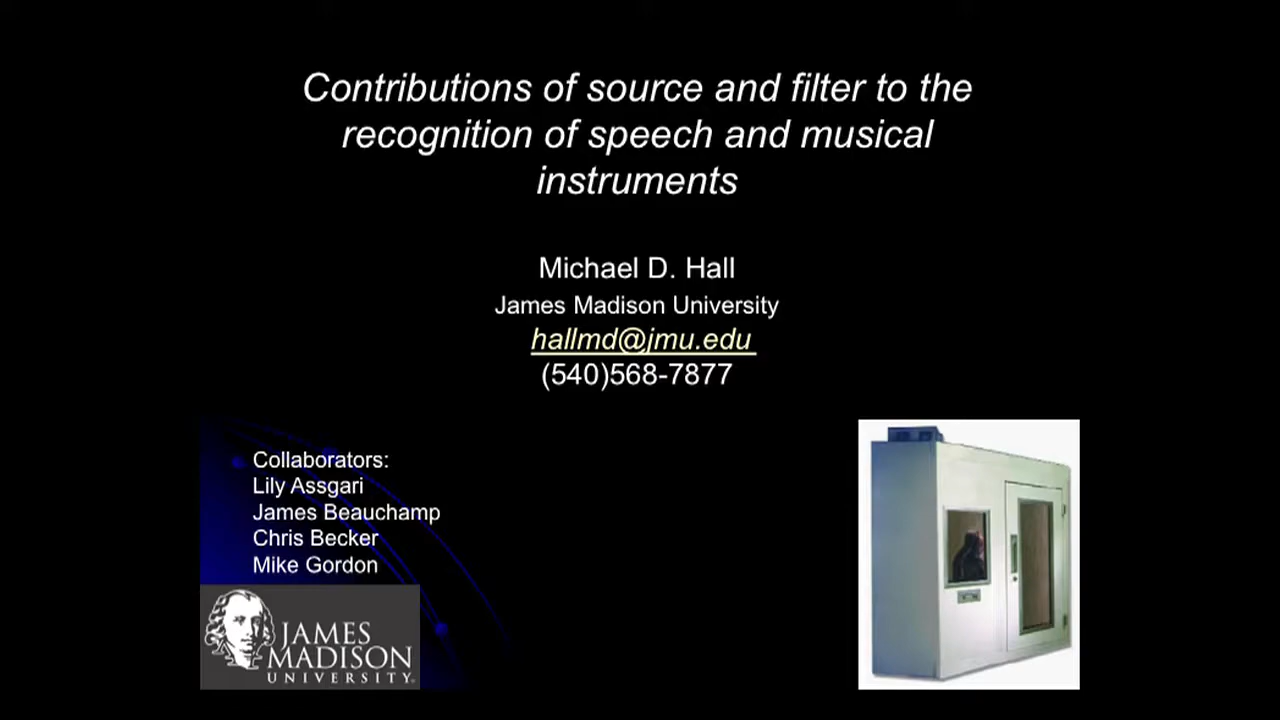 Contributions of source and filter to the
recognition of speech and musical
instruments
Michael D. Hall
James Madison University
hallmd@jmu.edu
(540)568-7877
Collaborators:
Lily Assgari
James Beauchamp
Chris Becker
Mike Gordon
JAMES
MADISON
UNIVERSITY.